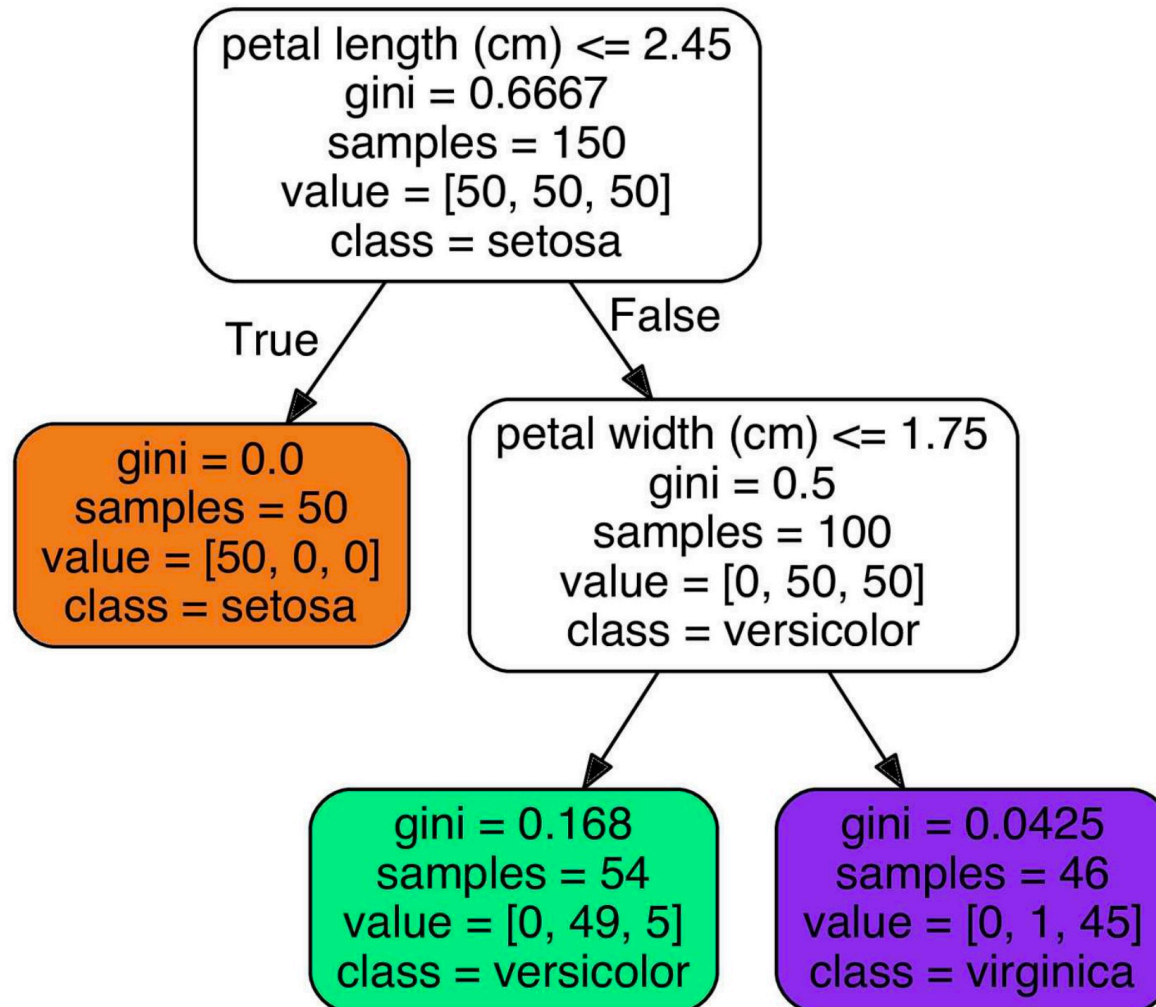 petal length (cm) <= 2.45
gini = 0.6667
samples = 150
value = [50, 50, 50]
class = setosa
True
False
gini = 0.0
samples = 50
value = [50, 0, 0]
class = setosa
petal width (cm) <= 1.75
gini = 0.5
samples = 100
value = [0, 50, 50]
class = versicolor
gini = 0.168
samples = 54
value = [0, 49, 5]
class = versicolor
gini = 0.0425
samples = 46
value = [0, 1, 45]
class = virginica